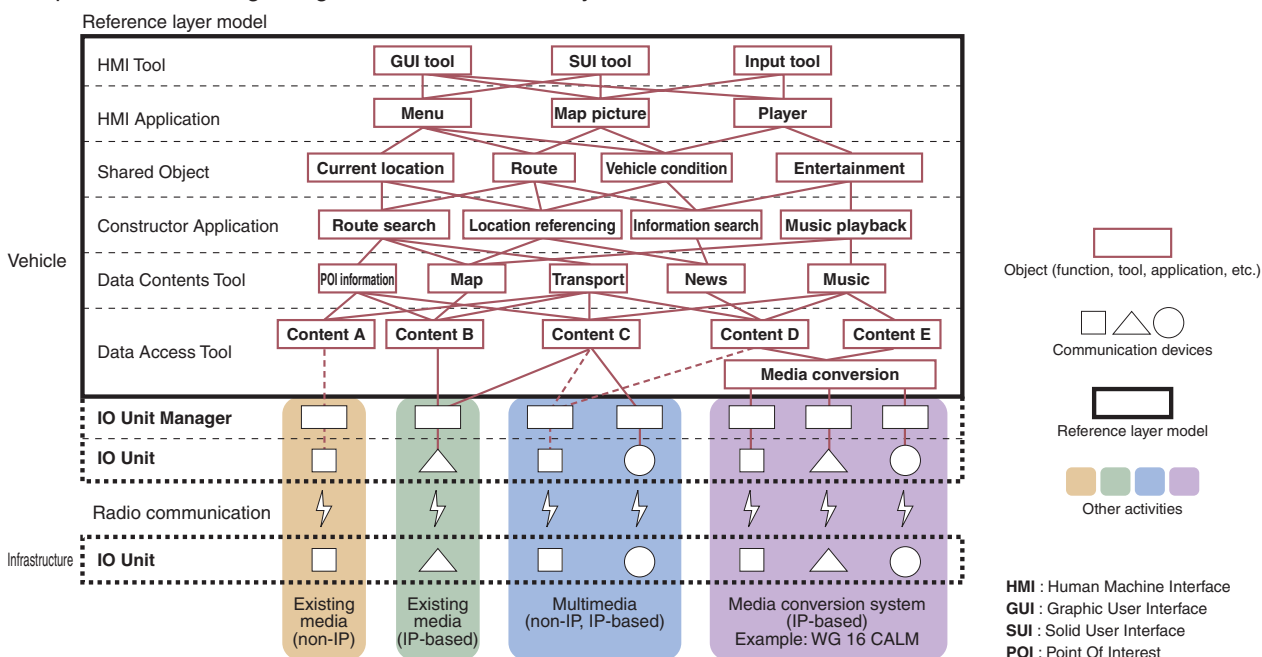 Reference layer model
HMI Tool
GUI tool
SUI tool
Input tool
HMI Application
Menu
Map picture
Player
Shared Object
Current location
Route
Vehicle condition
Entertainment
Constructor Application
Route search
Location referencing
Information search
Music playback
Vehicle
Data Contents Tool
POI information
Map
Transport
News
Music
Data Access Tool
Content A
Content B
Content C
Content D
Content E
Media conversion
IO Unit Manager
IO Unit
Radio communication
Infrastructure
IO Unit
Existing
media
(non-IP)
Existing
media
(IP-based)
Multimedia
(non-IP, IP-based)
Media conversion system
(IP-based)
Example: WG 16 CALM
Object (function, tool, application, etc.)
Communication devices
Reference layer model
Other activities
HMI : Human Machine Interface
GUI : Graphic User Interface
SUI : Solid User Interface
POI : Point Of Interest